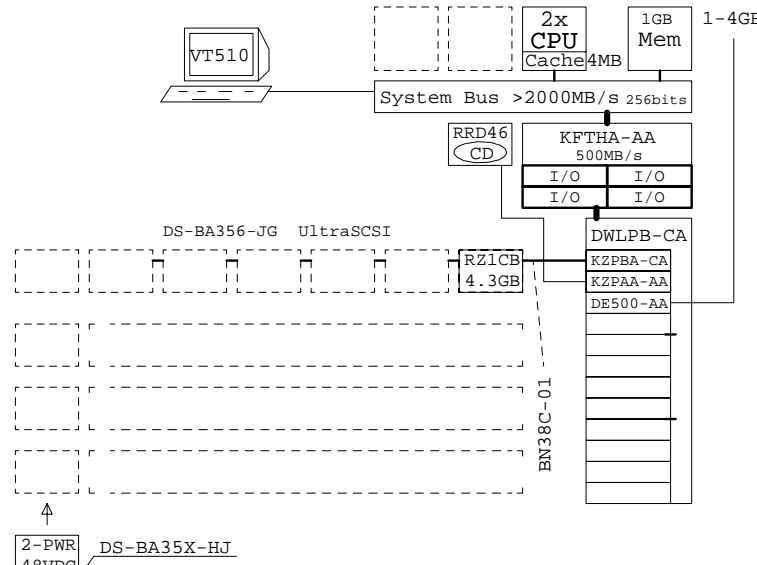 2x
CPU
Cache 4MB
1GB
Mem
1-4GB
VT510
System Bus >2000MB/s 256bits
RRD46
CD
KFTHA-AA
500MB/s
I/O I/O
I/O I/O
DS-BA356-JG UltraSCSI
DWLPB-CA
RZ1CB
4.3GB
KZPBA-CA
KZPAA-AA
DE500-AA
BN38C-01
2-PWR
48VDC
DS-BA35X-HJ